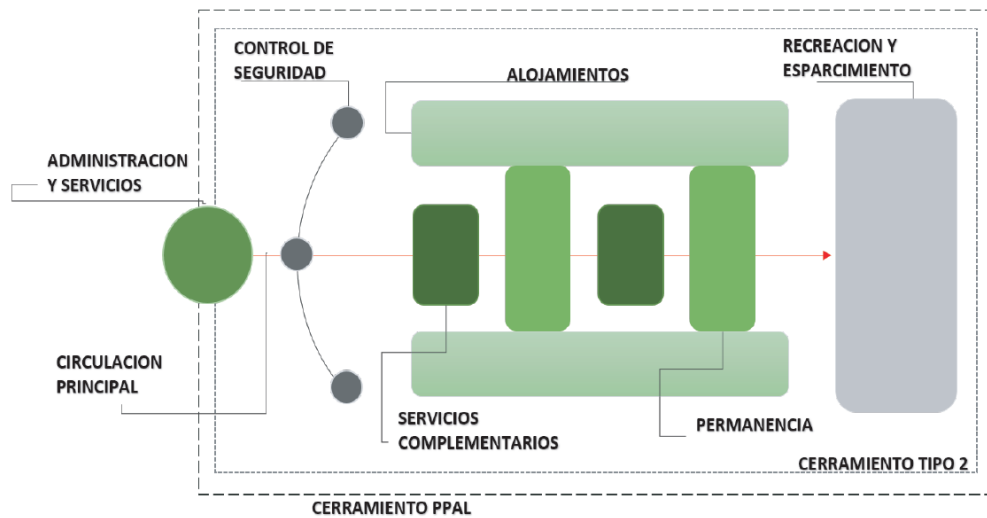 CONTROL DE
SEGURIDAD
ALOJAMIENTOS
RECREACION Y
ESPARCIMIENTO
ADMINISTRACION
Y SERVICIOS
CIRCULACION
PRINCIPAL
SERVICIOS
COMPLEMENTARIOS
PERMANENCIA
CERRAMIENTO TIPO 2
CERRAMIENTO PPAL